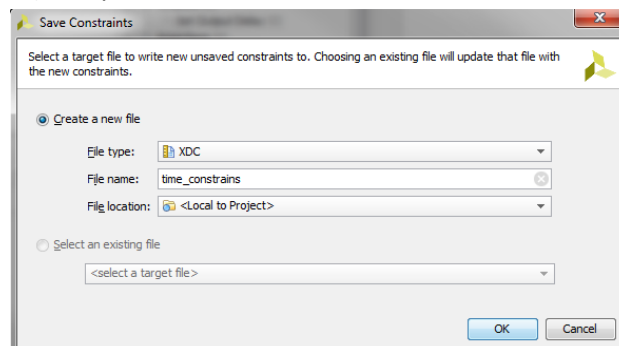 Save Constraints
Select a target file to write new unsaved constraints to. Choosing an existing file will update that file with
the new constraints.
Create a new file
File type: XDC
File name: time_constrains
File location: <Local to Project>
Select an existing file
<select a target file>
OK Cancel